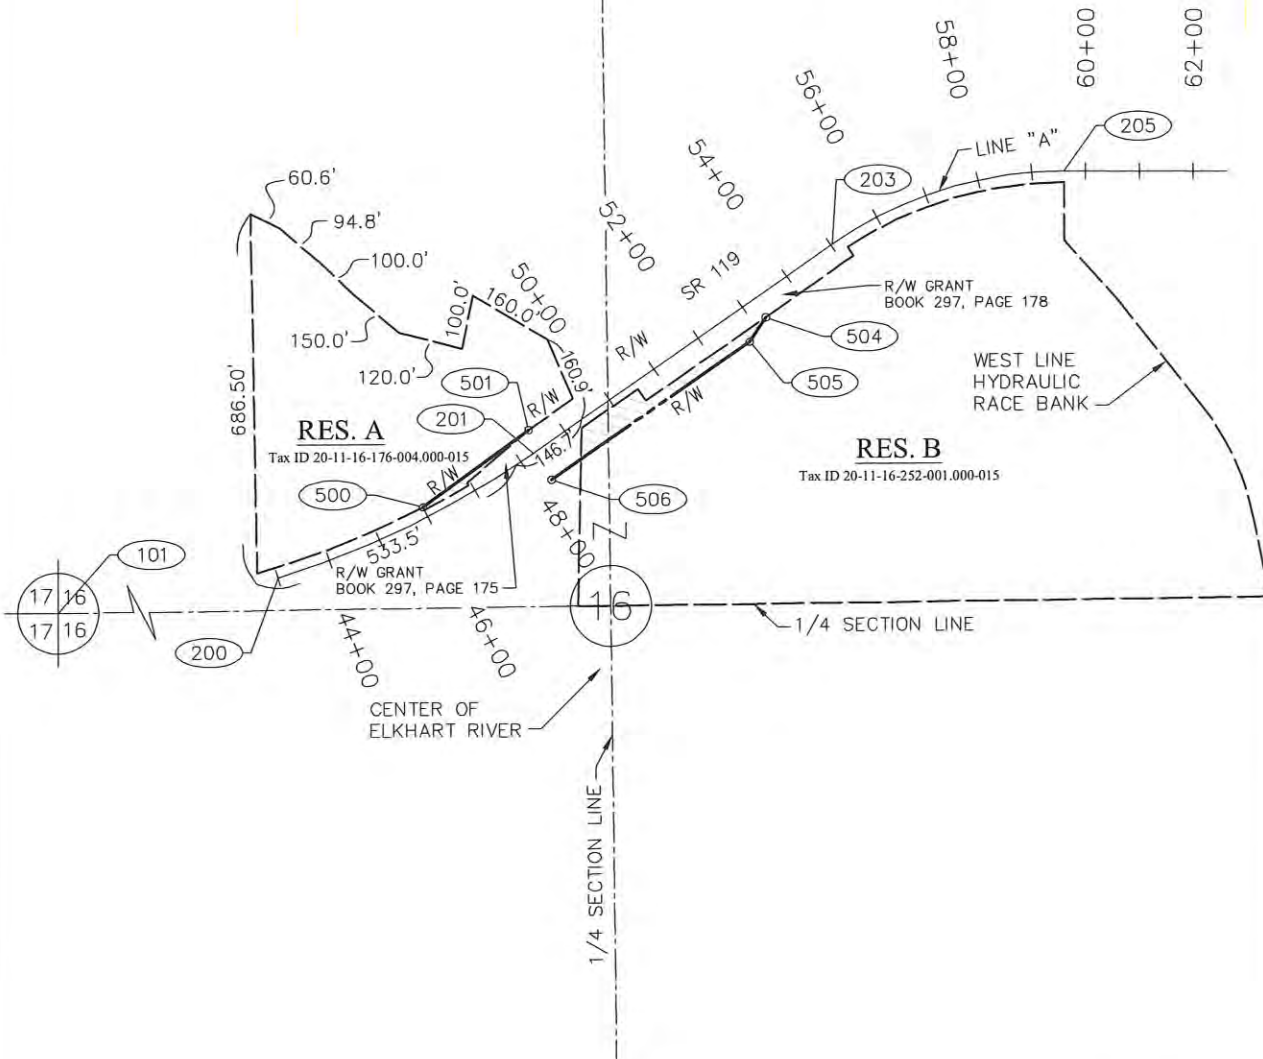 60+00
62+00
58+00
56+00
205
LINE "A"
54+00
203
60.6'
94.8'
52+00
100.0'
SR 119
50+00
R/W GRANT
BOOK 297, PAGE 178
100.0'
160.0'
150.0'
R/W
504
120.0'
160.9'
WEST LINE
HYDRAULIC
RACE BANK
501
505
686.50'
R/W
R/W
201
RES. A
Tax ID 20-11-16-176-004.000-015
146.7'
RES. B
Tax ID 20-11-16-252-001.000-015
R/W
500
506
48+00
533.5'
101
R/W GRANT
BOOK 297, PAGE 175
17 16
17 16
16
1/4 SECTION LINE
200
44+00
46+00
CENTER OF
ELKHART RIVER
1/4 SECTION LINE